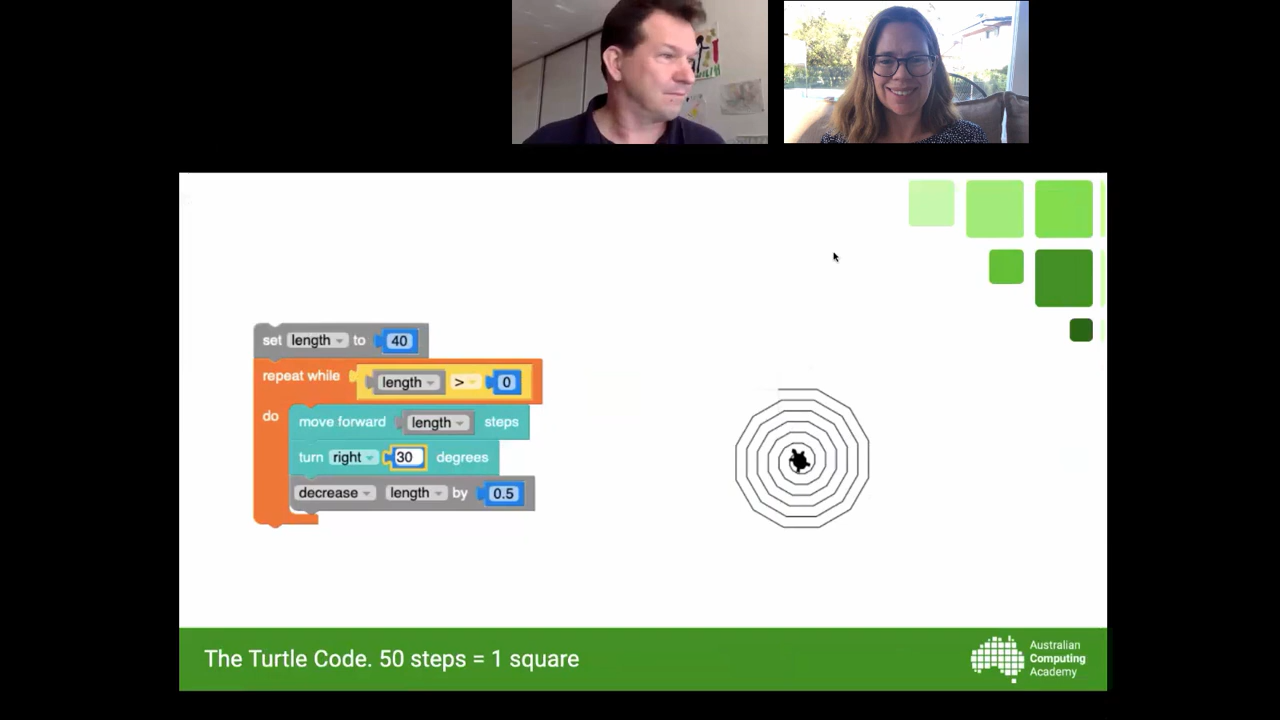 set length to 40
repeat while length > 0
do
move forward length steps
turn right 30 degrees
decrease length by 0.5
The Turtle Code. 50 steps = 1 square
Australian
Computing
Academy